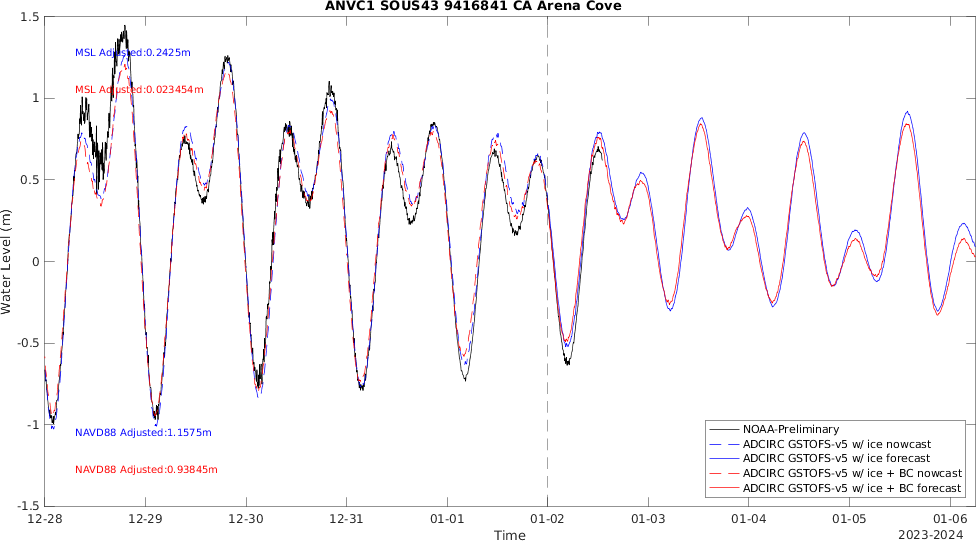 ANVC1 SOUS43 9416841 CA Arena Cove
1.5
1
0.5
0
-0.5
-1
-1.5
Water Level (m)
MSL Adjusted:0.2425m
MSL Adjusted:0.023454m
NAVD88 Adjusted:1.1575m
NAVD88 Adjusted:0.93845m
NOAA-Preliminary
ADCIRC GSTOFS-v5 w/ ice nowcast
ADCIRC GSTOFS-v5 w/ ice forecast
ADCIRC GSTOFS-v5 w/ ice + BC nowcast
ADCIRC GSTOFS-v5 w/ ice + BC forecast
12-28 12-29 12-30 12-31 01-01 01-02 01-03 01-04 01-05 01-06
Time
2023-2024